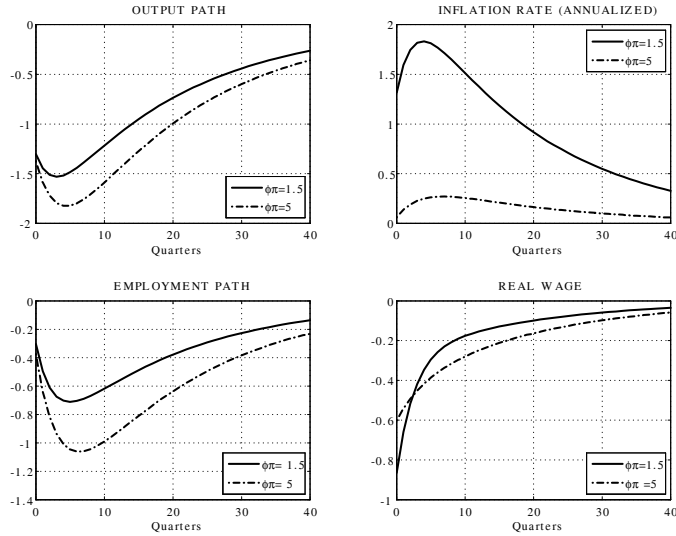 OUTPUT PATH
0
-0.5
-1
-1.5
-2
0 10 20 30 40
Quarters
ϕπ=1.5
ϕπ=5
INFLATION RATE (ANNUALIZED)
2
1.5
1
0.5
0
0 10 20 30 40
Quarters
ϕπ=1.5
ϕπ=5
EMPLOYMENT PATH
0
-0.2
-0.4
-0.6
-0.8
-1
-1.2
-1.4
0 10 20 30 40
Quarters
ϕπ= 1.5
ϕπ= 5
REAL WAGE
0
-0.2
-0.4
-0.6
-0.8
-1
0 10 20 30 40
Quarters
ϕπ=1.5
ϕπ =5